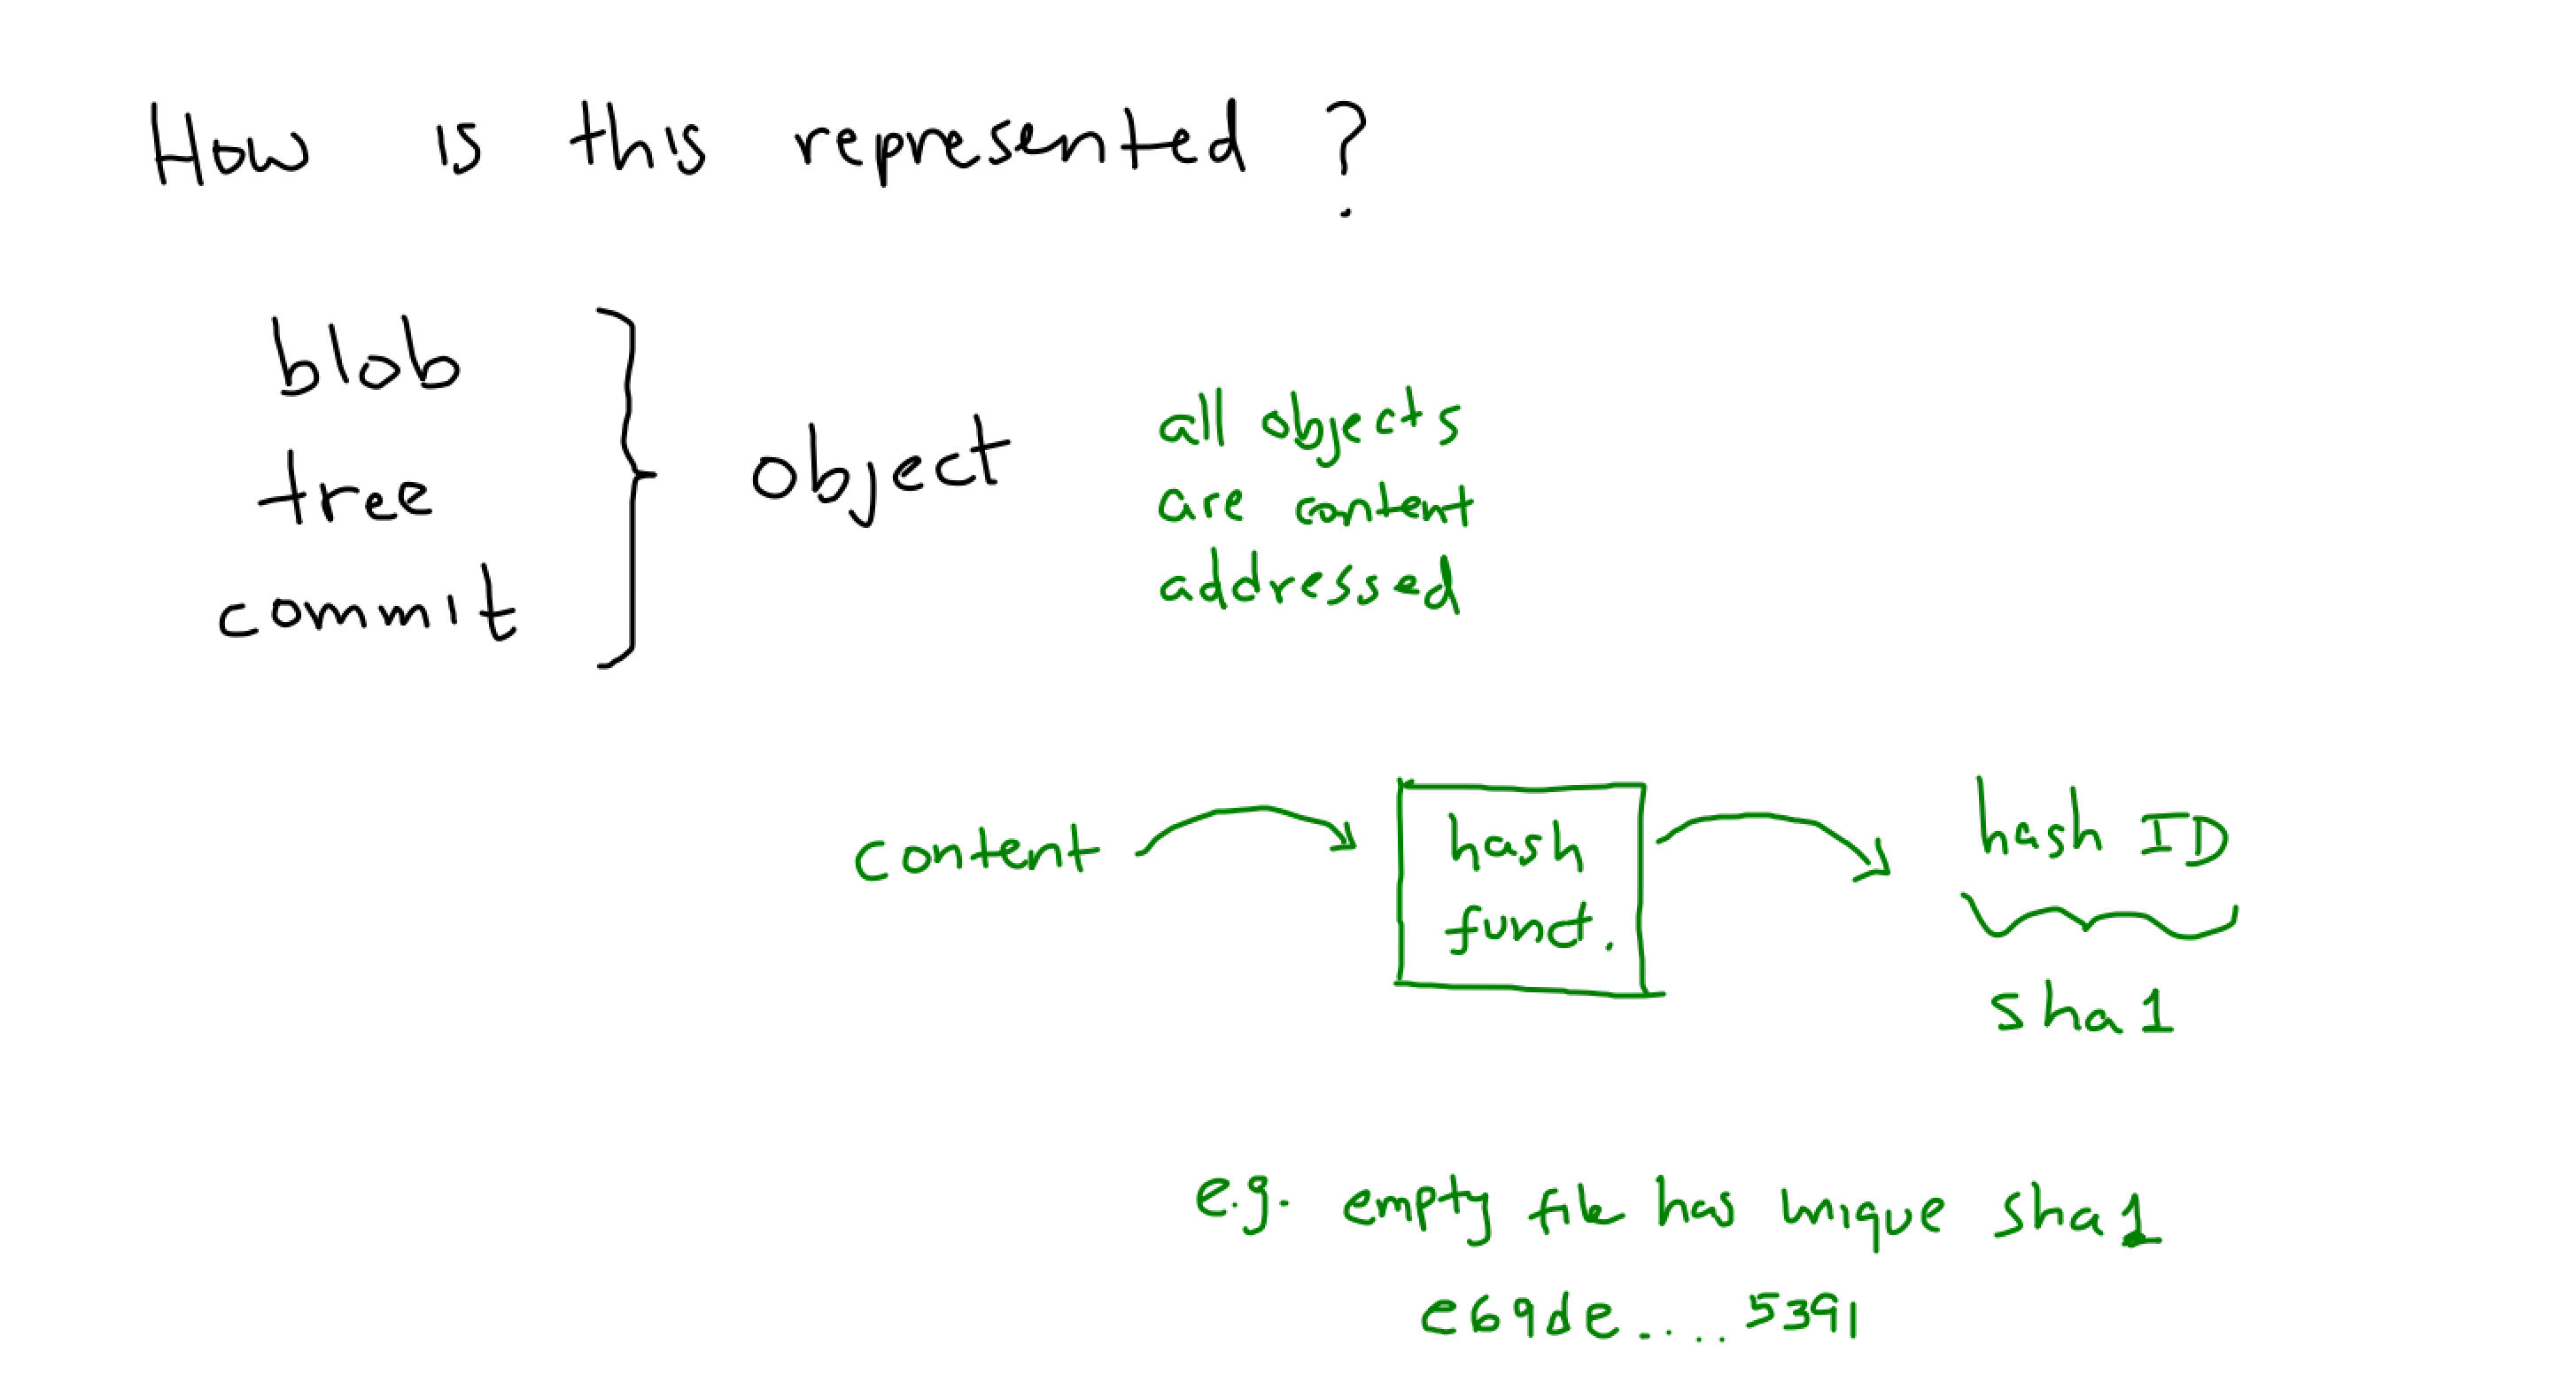 How is this represented ?
blob
tree
commit
object
all objects
are content
addressed
content
hash
funct.
hash ID
sha1
e.g. empty file has unique sha1
e69de.....5391